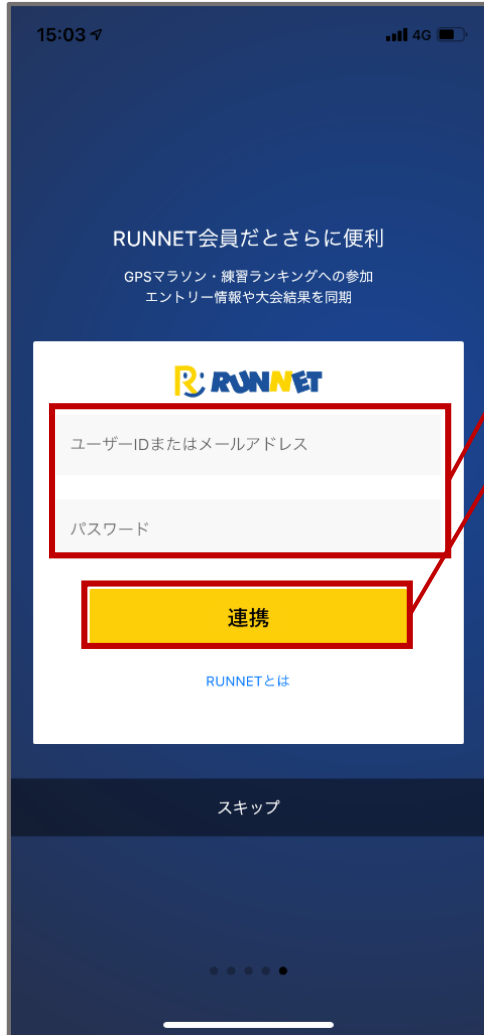 15:03
4G
RUNNET会員だとさらに便利
GPSマラソン・練習ランキングへの参加
エントリー情報や大会結果を同期
RUNNET
ユーザーIDまたはメールアドレス
パスワード
連携
RUNNETとは
スキップ